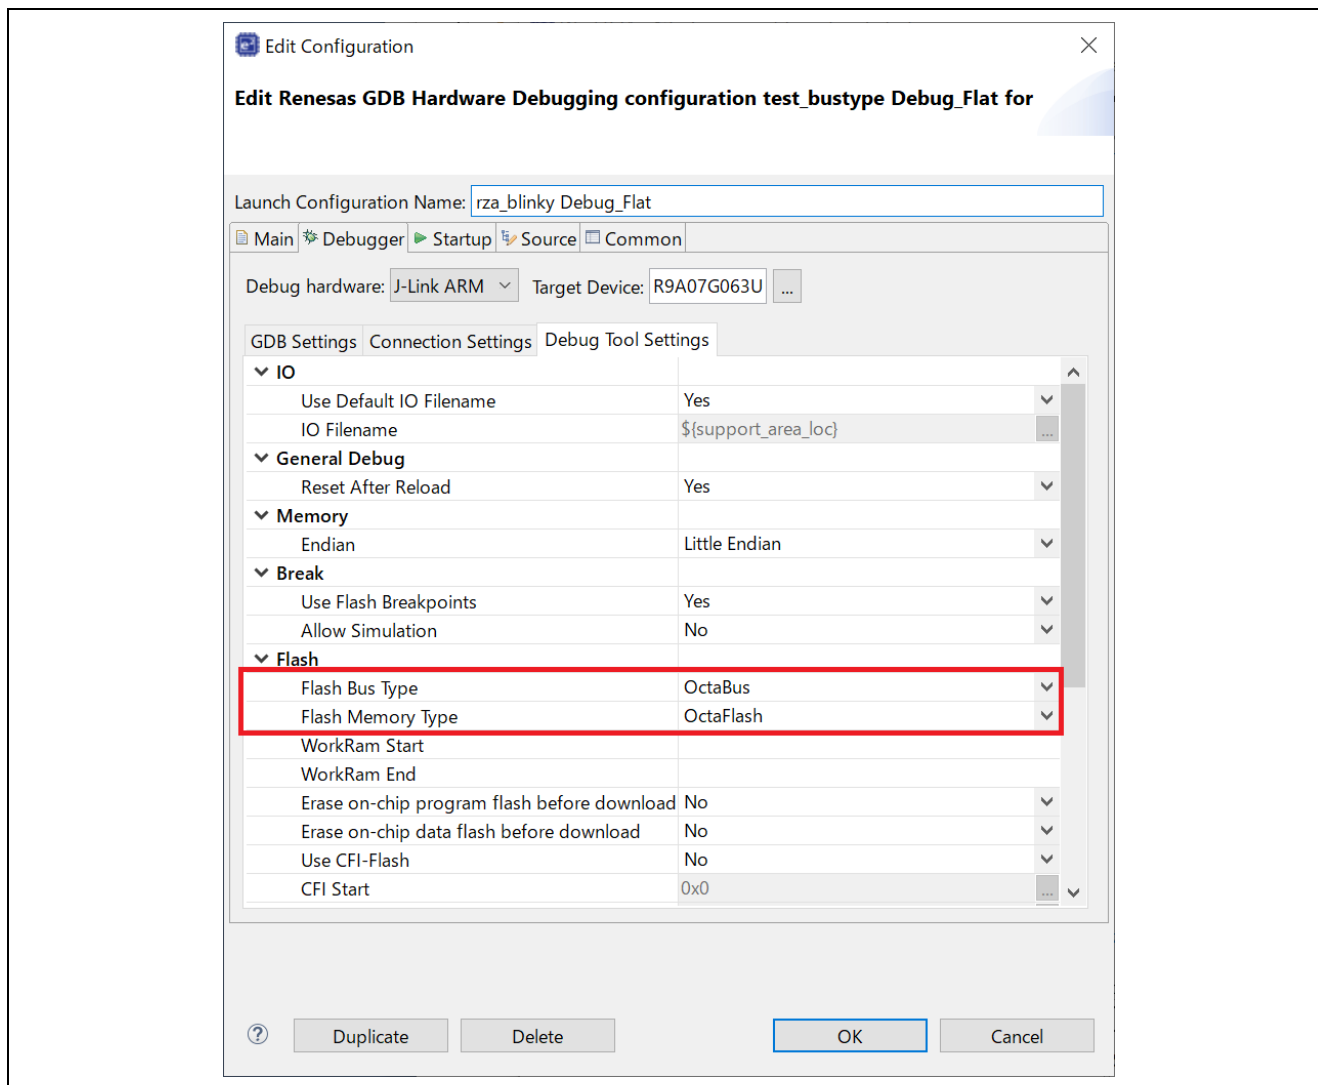 Edit Configuration
Edit Renesas GDB Hardware Debugging configuration test_bustype Debug_Flat for
Launch Configuration Name: rza_blinky Debug_Flat
Main Debugger Startup Source Common
Debug hardware: J-Link ARM Target Device: R9A07G063U ...
GDB Settings Connection Settings Debug Tool Settings
IO
Use Default IO Filename Yes
IO Filename ${support_area_loc} ...
General Debug
Reset After Reload Yes
Memory
Endian Little Endian
Break
Use Flash Breakpoints Yes
Allow Simulation No
Flash
Flash Bus Type OctaBus
Flash Memory Type OctaFlash
WorkRam Start
WorkRam End
Erase on-chip program flash before download No
Erase on-chip data flash before download No
Use CFI-Flash No
CFI Start 0x0 ...
? Duplicate Delete OK Cancel